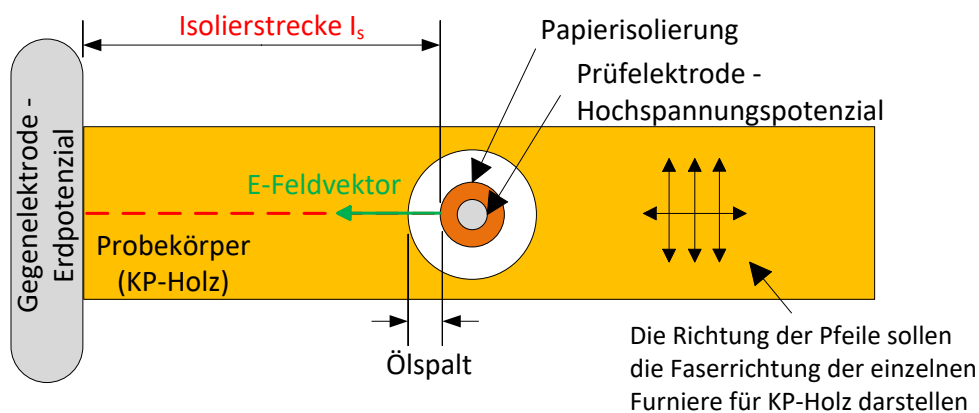 Isolierstrecke Is
Papierisolierung
Prüfelektrode -
Hochspannungspotenzial
Gegenelektrode -
Erdpotenzial
E-Feldvektor
Probekörper
(KP-Holz)
Ölspalt
Die Richtung der Pfeile sollen
die Faserrichtung der einzelnen
Furniere für KP-Holz darstellen